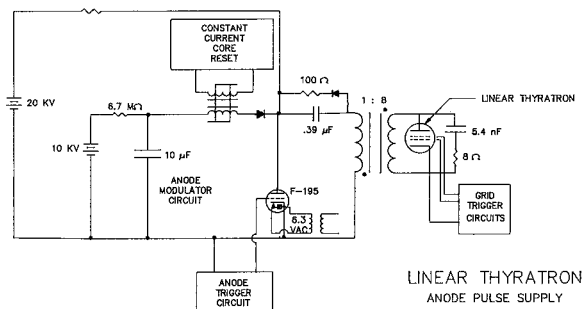 CONSTANT
CURRENT
CORE
RESET
100 Ω
1 : 8
LINEAR THYRATRON
20 KV
6.7 MΩ
.39 µF
5.4 nF
10 KV
10 µF
8 Ω
ANODE
MODULATOR
CIRCUIT
F-195
6.3
VAC
GRID
TRIGGER
CIRCUITS
ANODE
TRIGGER
CIRCUIT
LINEAR THYRATRON
ANODE PULSE SUPPLY